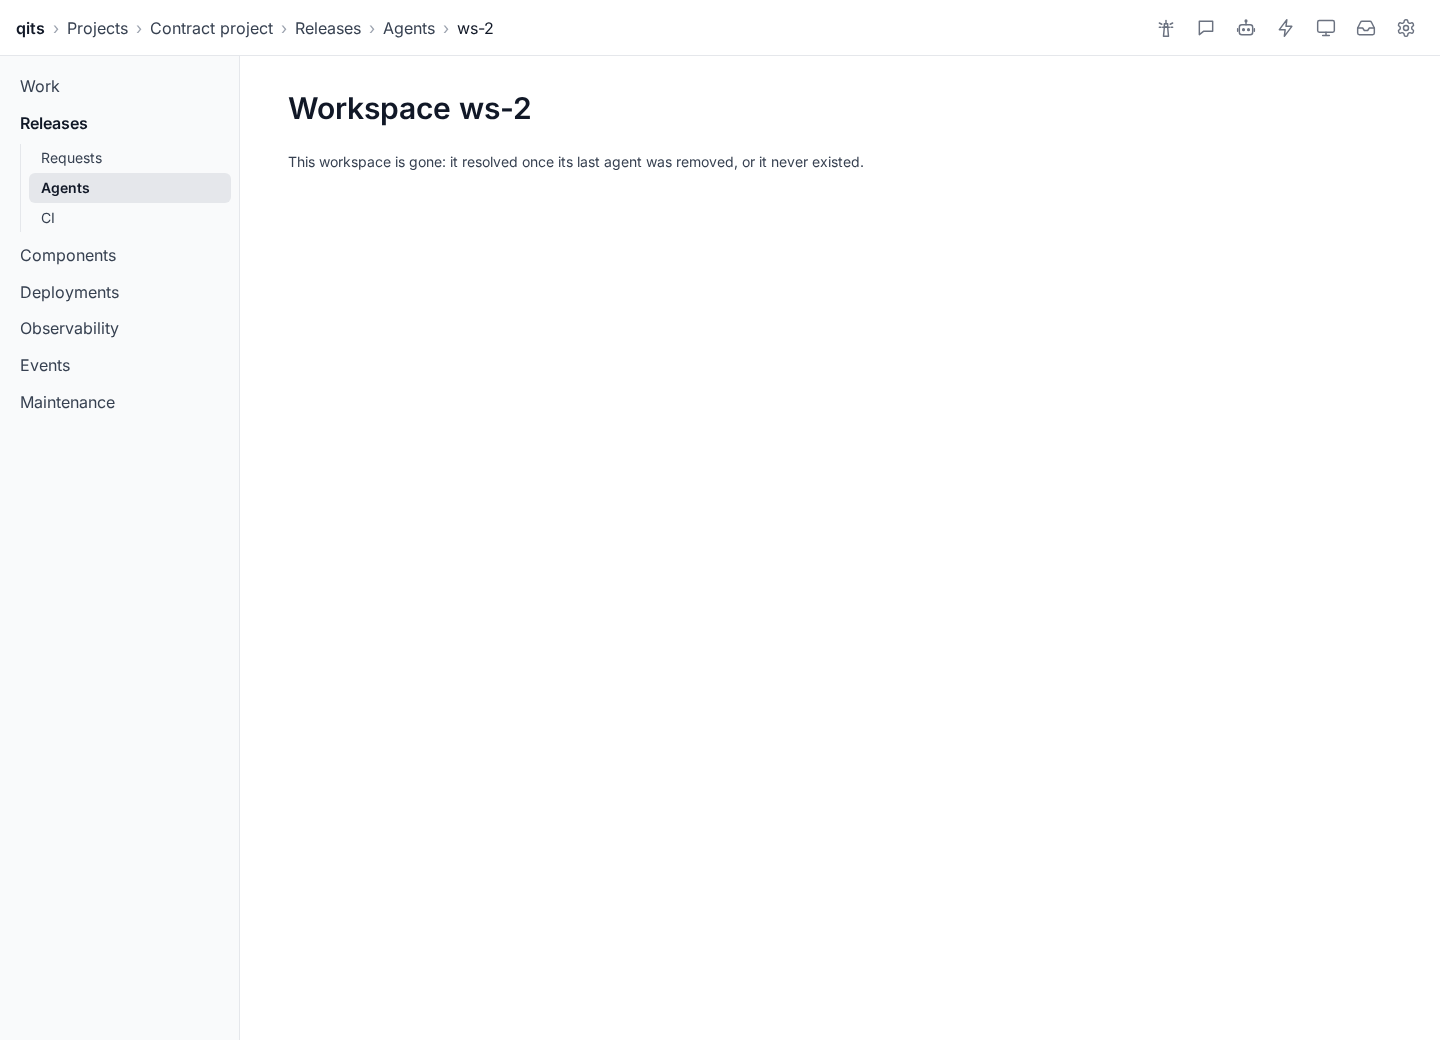 qits › Projects › Contract project › Releases › Agents › ws-2
Work
Releases
Requests
Agents
CI
Components
Deployments
Observability
Events
Maintenance
Workspace ws-2
This workspace is gone: it resolved once its last agent was removed, or it never existed.